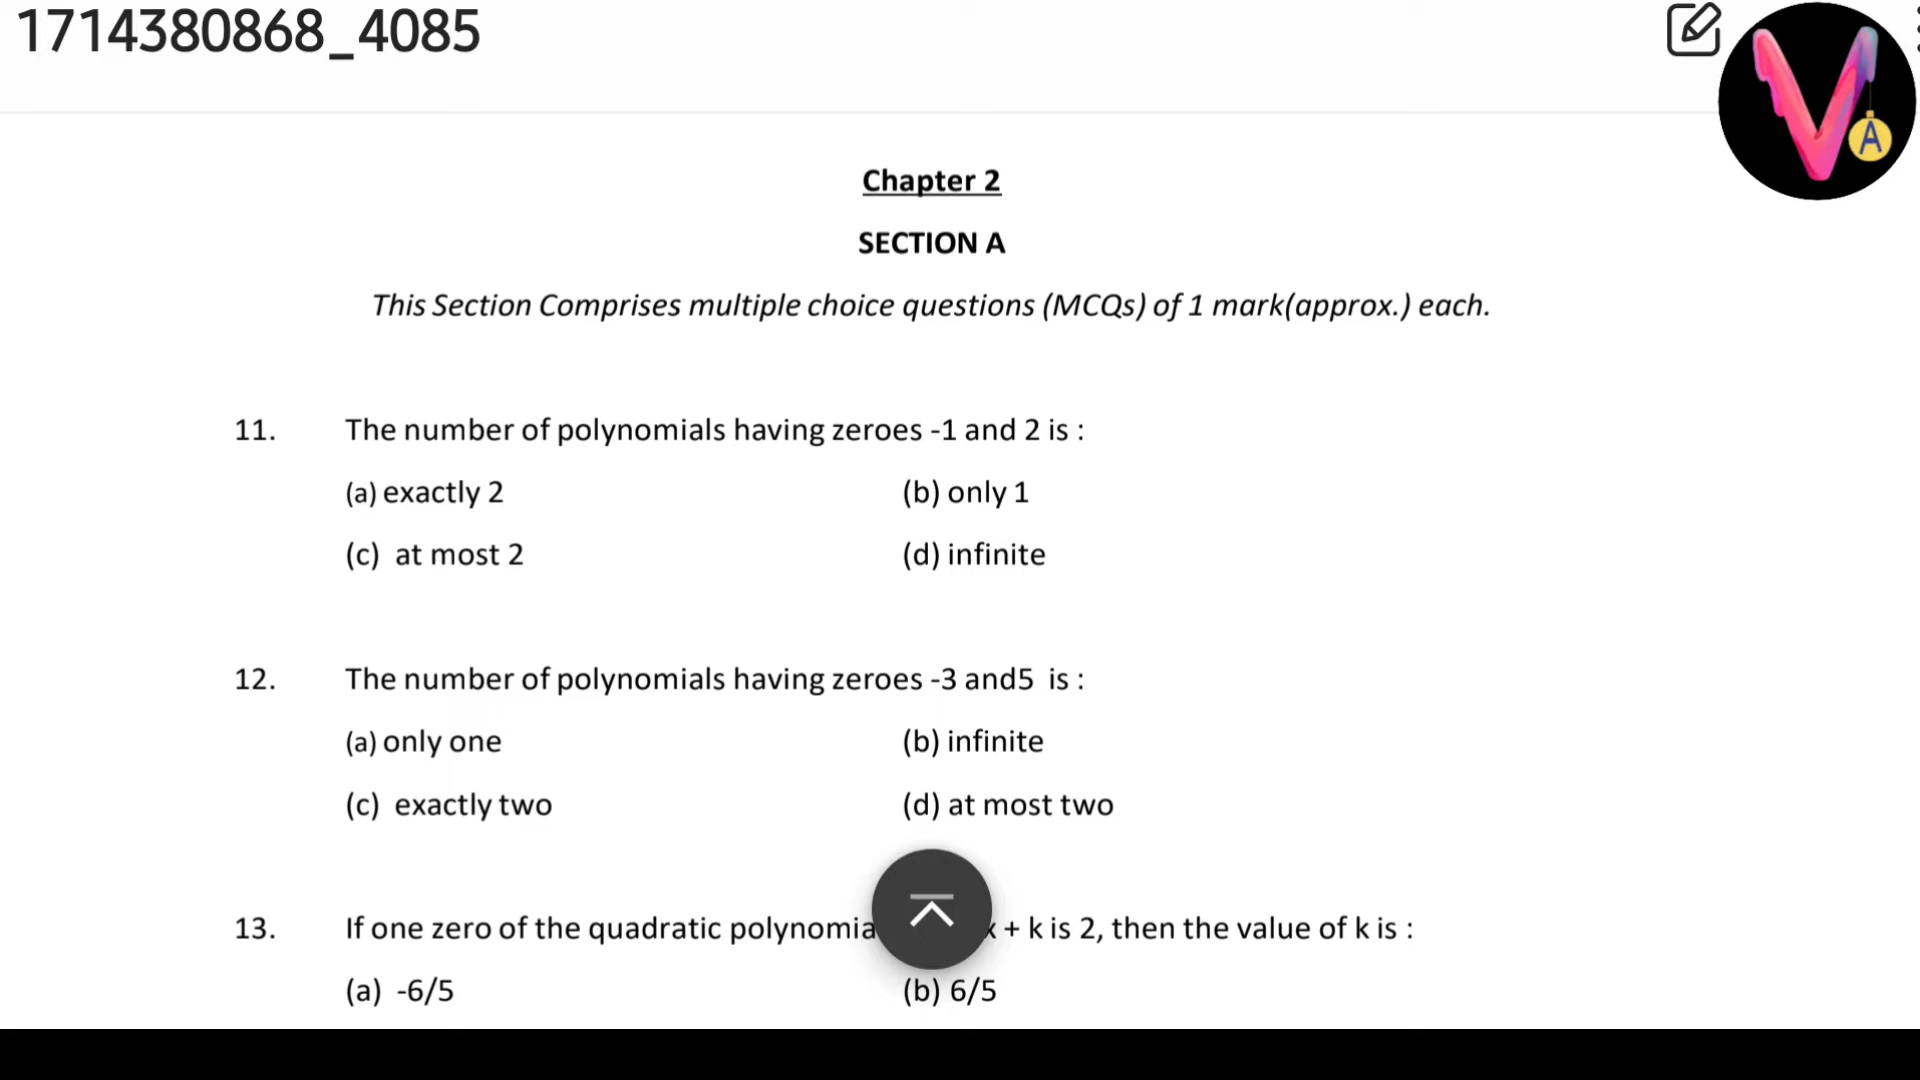 1714380868_4085
A
Chapter 2
SECTION A
This Section Comprises multiple choice questions (MCQs) of 1 mark(approx.) each.
11. The number of polynomials having zeroes -1 and 2 is :
(a) exactly 2 (b) only 1
(c) at most 2 (d) infinite
12. The number of polynomials having zeroes -3 and5 is :
(a) only one (b) infinite
(c) exactly two (d) at most two
13. If one zero of the quadratic + k is 2, then the value of k is :
(a) -6/5 (b) 6/5